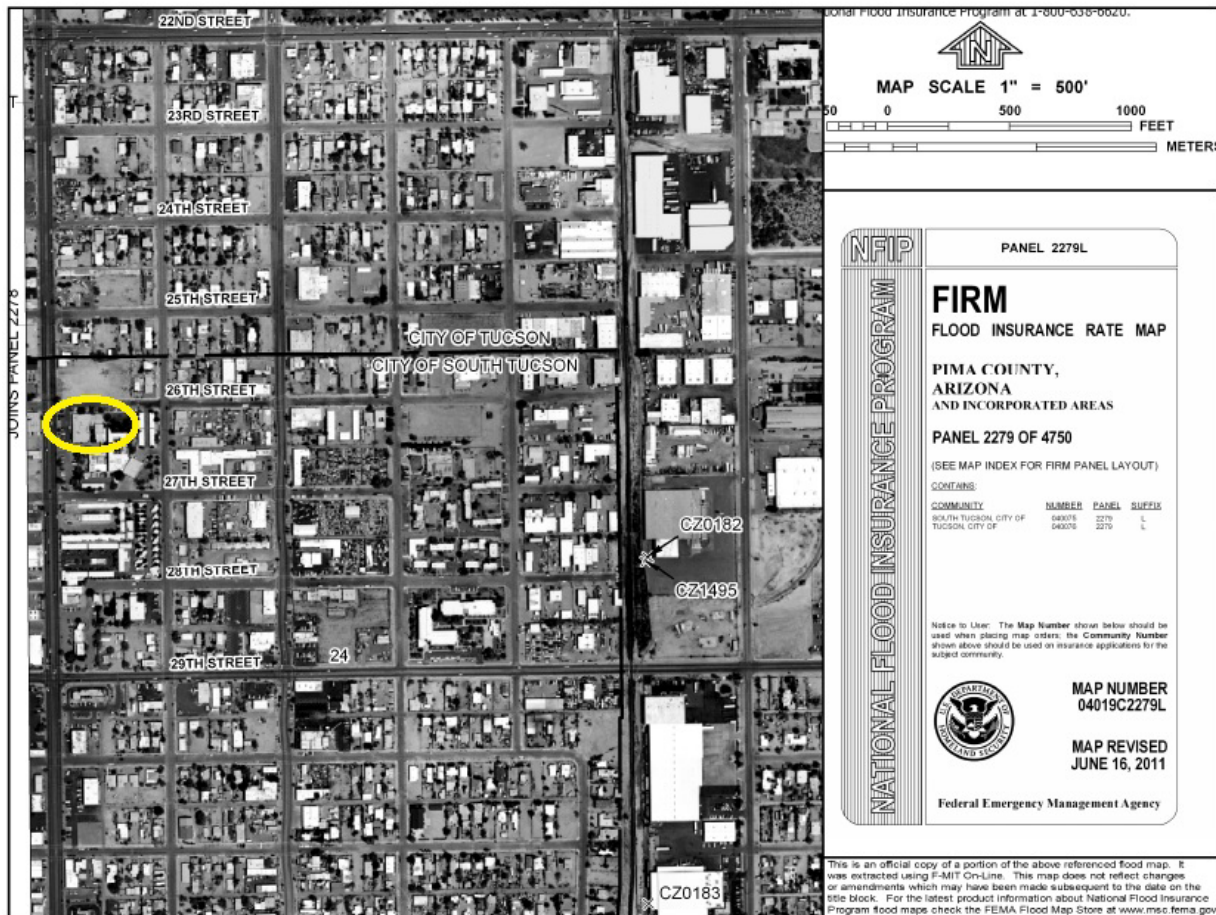 22ND STREET
23RD STREET
24TH STREET
25TH STREET
CITY OF TUCSON
CITY OF SOUTH TUCSON
26TH STREET
27TH STREET
CZ0182
28TH STREET
CZ1495
29TH STREET
24
CZ0183
JOINS PANEL 2278
T
ional Flood Insurance Program at 1-800-638-6620.
N
MAP SCALE 1" = 500'
50 0 500 1000
FEET
METERS
NFIP
PANEL 2279L
NATIONAL FLOOD INSURANCE PROGRAM
FIRM
FLOOD INSURANCE RATE MAP
PIMA COUNTY,
ARIZONA
AND INCORPORATED AREAS
PANEL 2279 OF 4750
(SEE MAP INDEX FOR FIRM PANEL LAYOUT)
CONTAINS:
COMMUNITY NUMBER PANEL SUFFIX
SOUTH TUCSON, CITY OF 040075 2279 L
TUCSON, CITY OF 040076 2279 L
Notice to User: The Map Number shown below should be
used when placing map orders; the Community Number
shown above should be used on insurance applications for the
subject community.
U.S. DEPARTMENT OF HOMELAND SECURITY
MAP NUMBER
04019C2279L
MAP REVISED
JUNE 16, 2011
Federal Emergency Management Agency
This is an official copy of a portion of the above referenced flood map. It
was extracted using F-MIT On-Line. This map does not reflect changes
or amendments which may have been made subsequent to the date on the
title block. For the latest product information about National Flood Insurance
Program flood maps check the FEMA Flood Map Store at www.msc.fema.gov